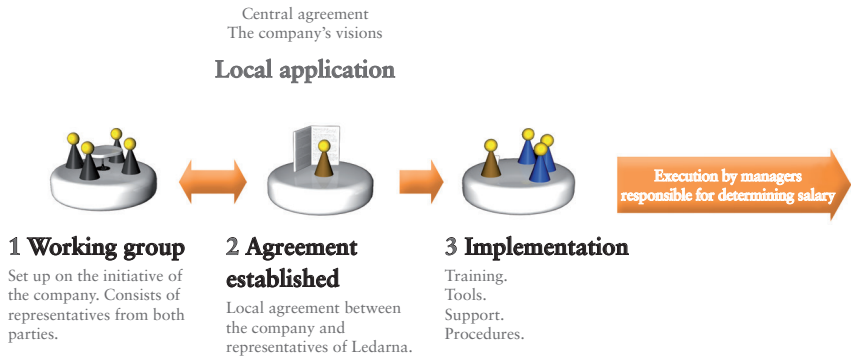 Central agreement
The company's visions
Local application
Execution by managers
responsible for determining salary
1 Working group
Set up on the initiative of
the company. Consists of
representatives from both
parties.
2 Agreement
established
Local agreement between
the company and
representatives of Ledarna.
3 Implementation
Training.
Tools.
Support.
Procedures.